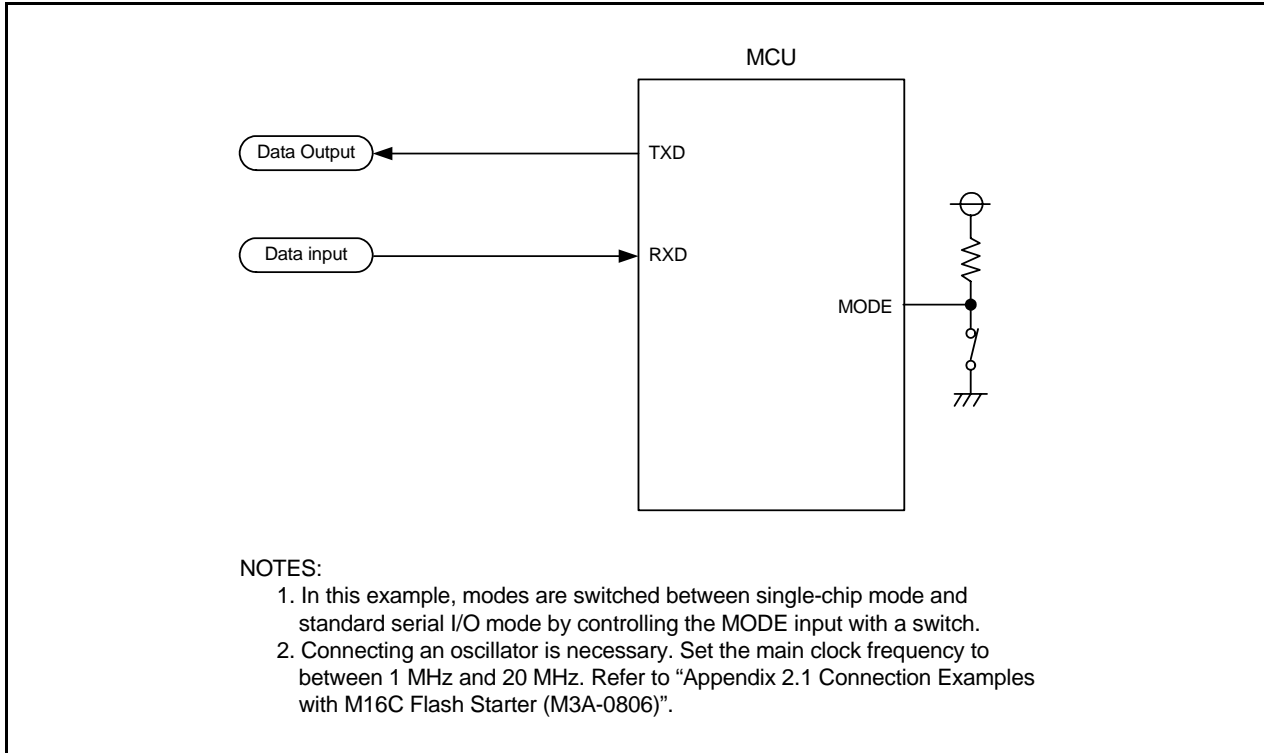 MCU
Data Output
TXD
Data input
RXD
MODE
NOTES:
1. In this example, modes are switched between single-chip mode and
standard serial I/O mode by controlling the MODE input with a switch.
2. Connecting an oscillator is necessary. Set the main clock frequency to
between 1 MHz and 20 MHz. Refer to “Appendix 2.1 Connection Examples
with M16C Flash Starter (M3A-0806)”.